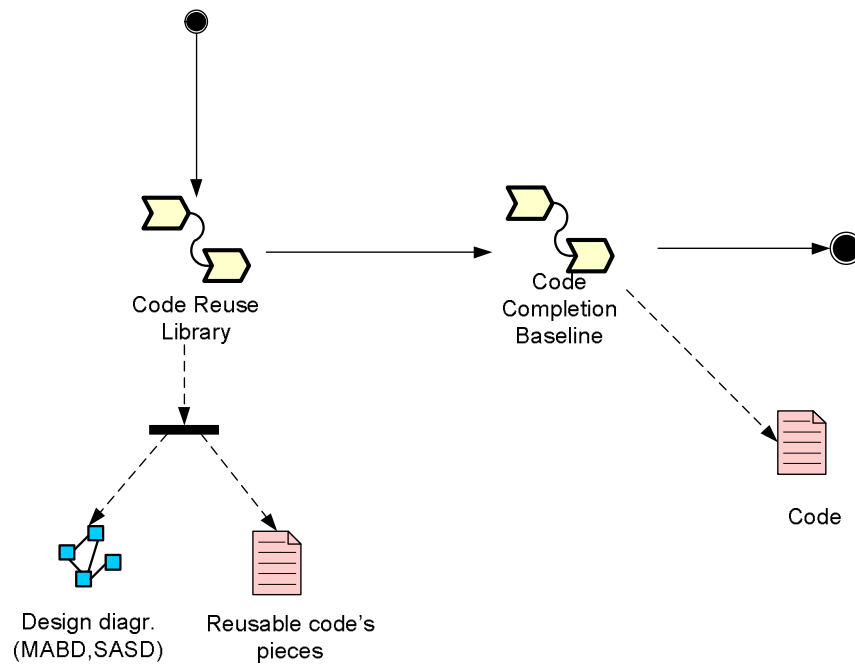 Code Reuse
Library
Code
Completion
Baseline
Code
Design diagr.
(MABD,SASD)
Reusable code's
pieces